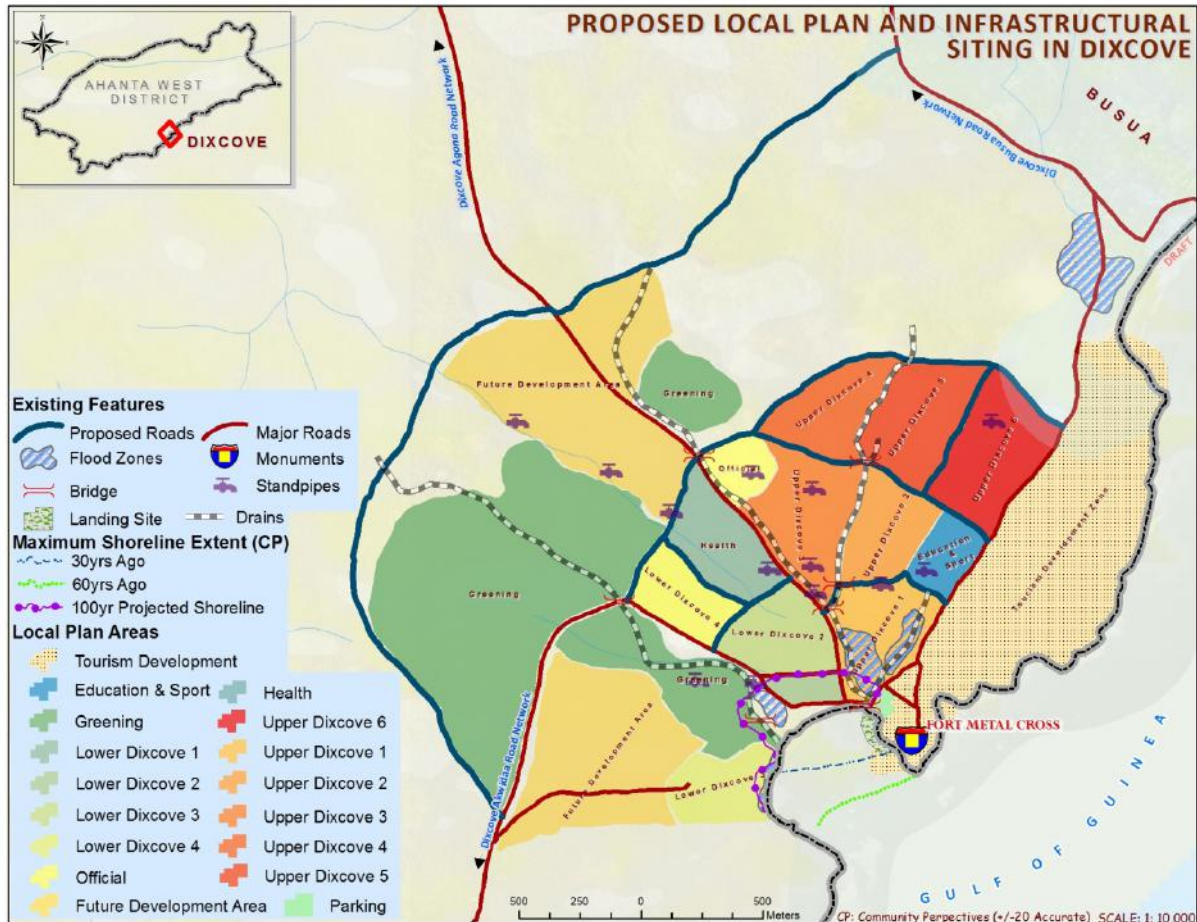 PROPOSED LOCAL PLAN AND INFRASTRUCTURAL
SITING IN DIXCOVE
AHANTA WEST
DISTRICT
DIXCOVE
BUSUA
Dixcove Agona Road Network
Dixcove Busua Road Network
DRAFT
Future Development Area
Greening
Upper Dixcove 4
Upper Dixcove 5
Upper Dixcove 6
Official
Upper Dixcove 3
Upper Dixcove 2
Education
&
Sport
Tourism Development Zone
Health
Greening
Lower Dixcove 4
Lower Dixcove 2
Upper Dixcove 1
Greening
Future Development Area
Lower Dixcove
Dixcove Akwidaa Road Network
FORT METAL CROSS
GULF OF GUINEA
Existing Features
Proposed Roads
Major Roads
Flood Zones
Monuments
Bridge
Standpipes
Landing Site
Drains
Maximum Shoreline Extent (CP)
30yrs Ago
60yrs Ago
100yr Projected Shoreline
Local Plan Areas
Tourism Development
Education & Sport
Health
Greening
Upper Dixcove 6
Lower Dixcove 1
Upper Dixcove 1
Lower Dixcove 2
Upper Dixcove 2
Lower Dixcove 3
Upper Dixcove 3
Lower Dixcove 4
Upper Dixcove 4
Official
Upper Dixcove 5
Future Development Area
Parking
500 250 0 500
Meters
CP: Community Perpectives (+/-20 Accurate) SCALE: 1: 10 000